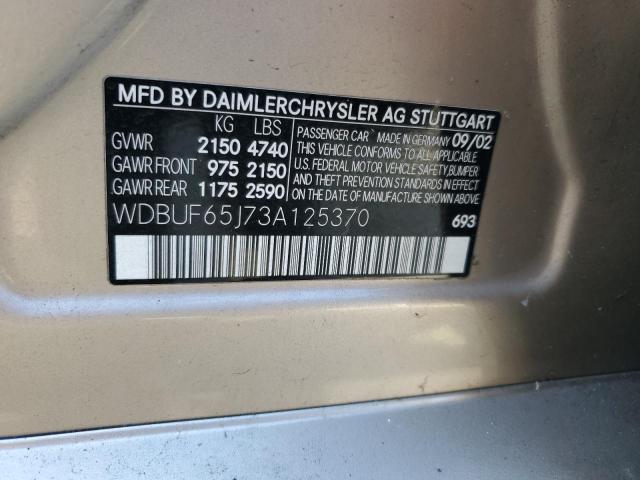 MFD BY DAIMLERCHRYSLER AG STUTTGART
KG LBS
GVWR 2150 4740
GAWR FRONT 975 2150
GAWR REAR 1175 2590
PASSENGER CAR MADE IN GERMANY 09/02
THIS VEHICLE CONFORMS TO ALL APPLICABLE
U.S. FEDERAL MOTOR VEHICLE SAFETY, BUMPER,
AND THEFT PREVENTION STANDARDS IN
EFFECT ON THE DATE OF MANUFACTURE
SHOWN ABOVE
WDBUF65J73A125370
693